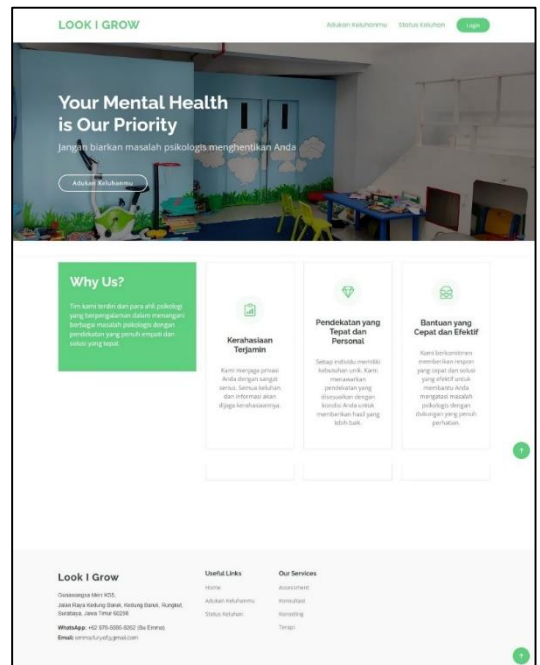 LOOK I GROW
Adukan Keluhanmu Status Keluhan Login
Your Mental Health
is Our Priority
Jangan biarkan masalah psikologis menghentikan Anda
Adukan Keluhanmu
Why Us?
Tim kami terdiri dari para ahli psikologi
yang berpengalaman dalam menangani
berbagai masalah psikologis dengan
pendekatan yang penuh empati dan
solusi yang tepat.
Kerahasiaan
Terjamin
Kami menjaga privasi
Anda dengan sangat
serius. Semua keluhan
dan informasi akan
dijaga kerahasiaannya.
Pendekatan yang
Tepat dan
Personal
Setiap individu memiliki
kebutuhan unik. Kami
menawarkan
pendekatan yang
disesuaikan dengan
kondisi Anda untuk
memberikan hasil yang
lebih baik.
Bantuan yang
Cepat dan Efektif
Kami berkomitmen
memberikan respon
yang cepat dan solusi
yang efektif untuk
membantu Anda
mengatasi masalah
psikologis dengan
dukungan yang penuh
perhatian.
Look I Grow
Jalan Raya Kedung Baruk, Kedung Baruk, Rungkut,
Surabaya, Jawa Timur 60298
WhatsApp: +62
Email:
Useful Links
Home
Adukan Keluhanmu
Status Keluhan
Our Services
Assessment
Konsultasi
Konseling
Terapi